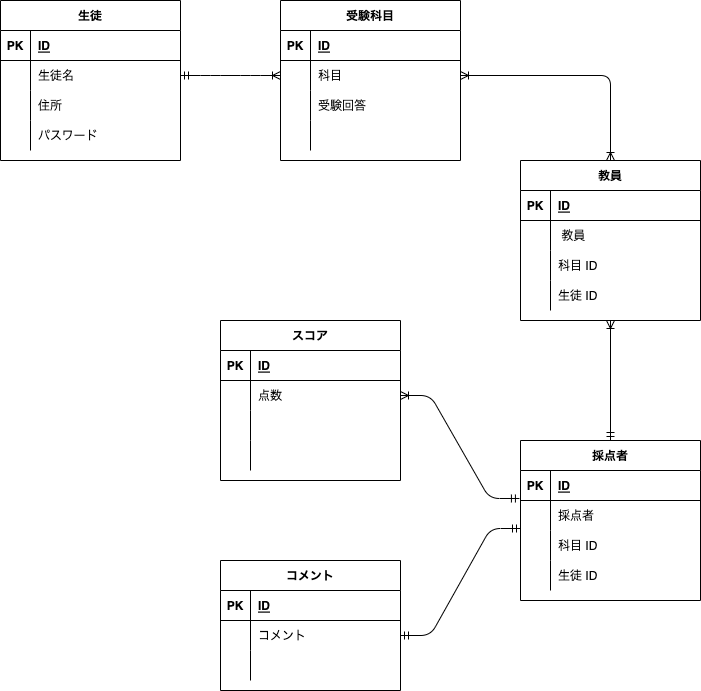 生徒
PK ID
生徒名
住所
パスワード
受験科目
PK ID
科目
受験回答
教員
PK ID
教員
科目 ID
生徒 ID
スコア
PK ID
点数
採点者
PK ID
採点者
科目 ID
生徒 ID
コメント
PK ID
コメント